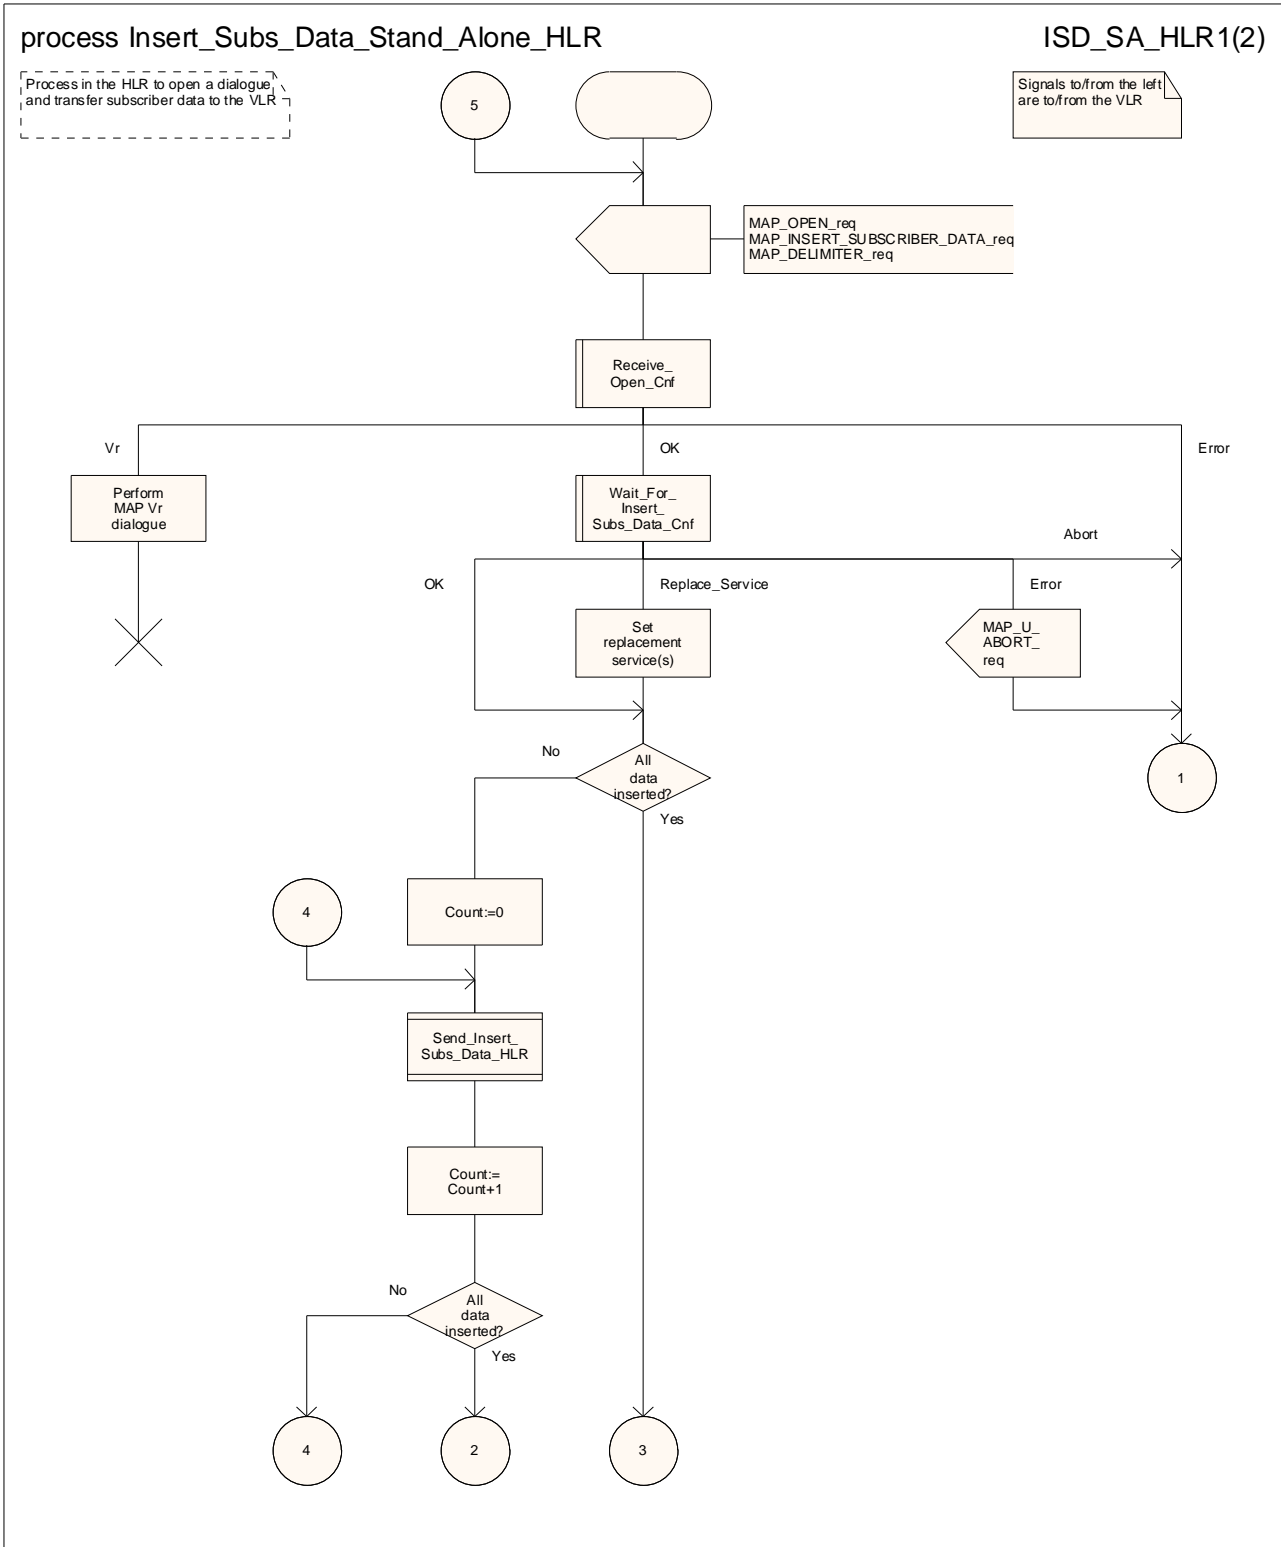 process Insert_Subs_Data_Stand_Alone_HLR
ISD_SA_HLR1(2)
Process in the HLR to open a dialogue
and transfer subscriber data to the VLR
5
Signals to/from the left
are to/from the VLR
MAP_OPEN_req
MAP_INSERT_SUBSCRIBER_DATA_req
MAP_DELIMITER_req
Receive_
Open_Cnf
Vr
OK
Error
Perform
MAP Vr
dialogue
Wait_For_
Insert_
Subs_Data_Cnf
Abort
OK
Replace_Service
Error
Set
replacement
service(s)
MAP_U_
ABORT_
req
No
All
data
inserted?
Yes
1
4
Count:=0
Send_Insert_
Subs_Data_HLR
Count:=
Count+1
No
All
data
inserted?
Yes
4
2
3